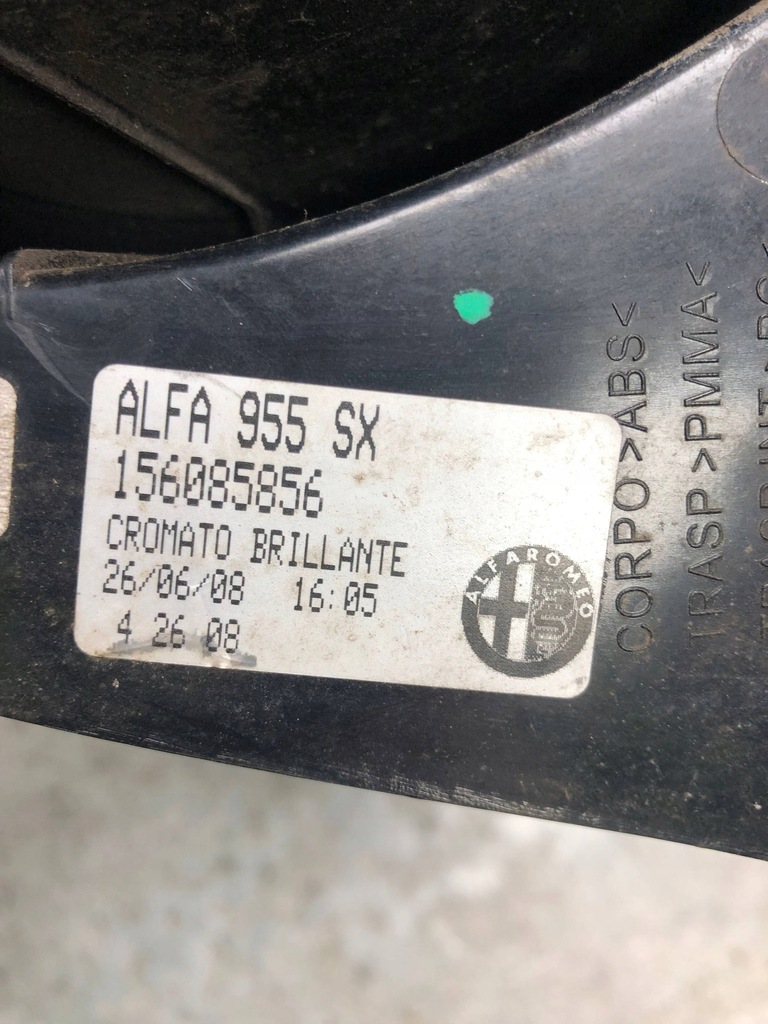 ALFA 955 SX
156085856
CROMATO BRILLANTE
26/06/08 16:05
4 26 08
ALFA ROMEO
CORPO >ABS<
TRASP >PMMA<